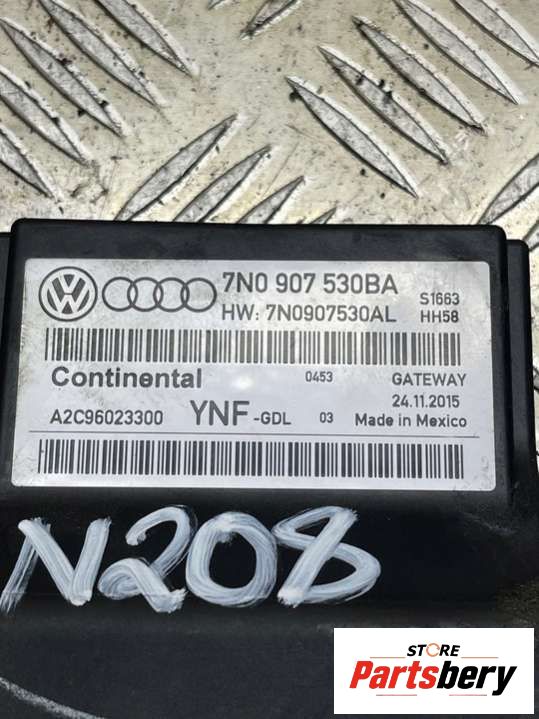 7N0 907 530BA
HW: 7N0907530AL
S1663
HH58
Continental
0453
GATEWAY
24.11.2015
A2C96023300
YNF-GDL
03
Made in Mexico
N208
STORE
Partsbery